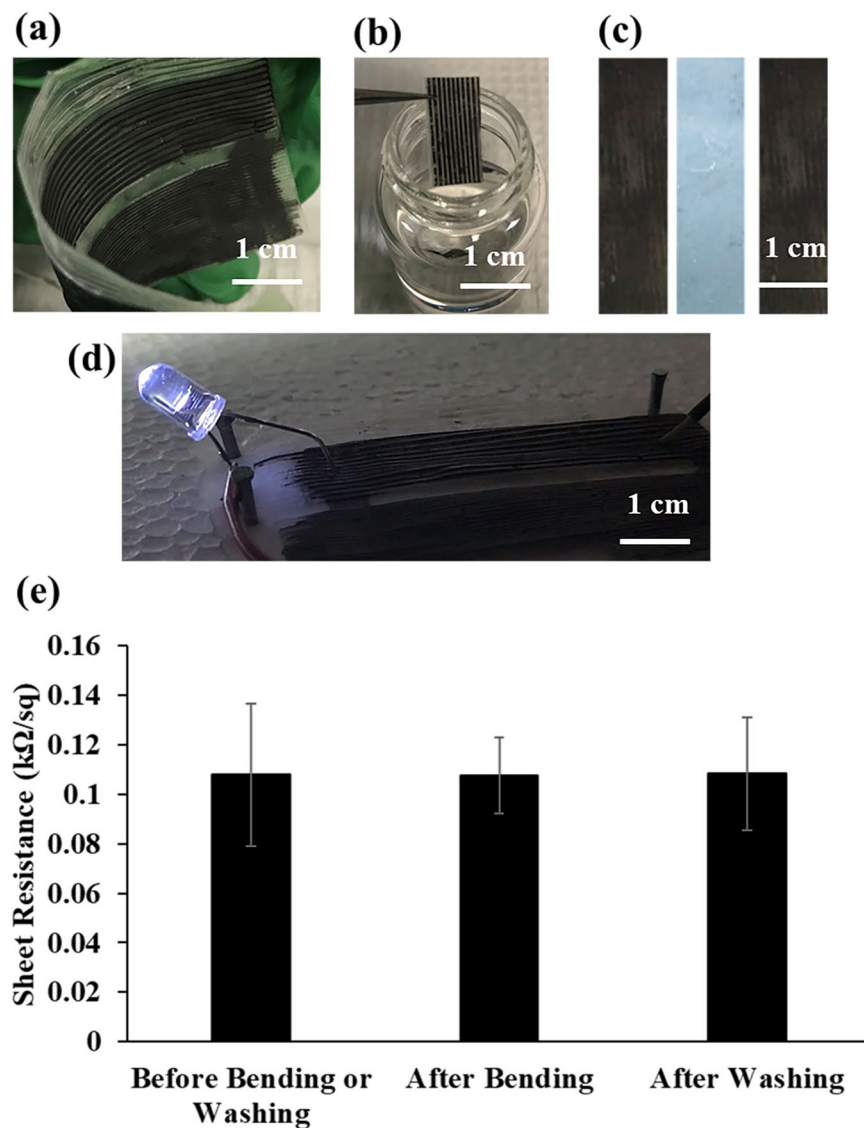 (a)
(b)
(c)
1 cm
1 cm
1 cm
(d)
1 cm
(e)
0.16
0.14
0.12
0.1
0.08
0.06
0.04
0.02
0
Sheet Resistance (kΩ/sq)
Before Bending or
Washing
After Bending
After Washing